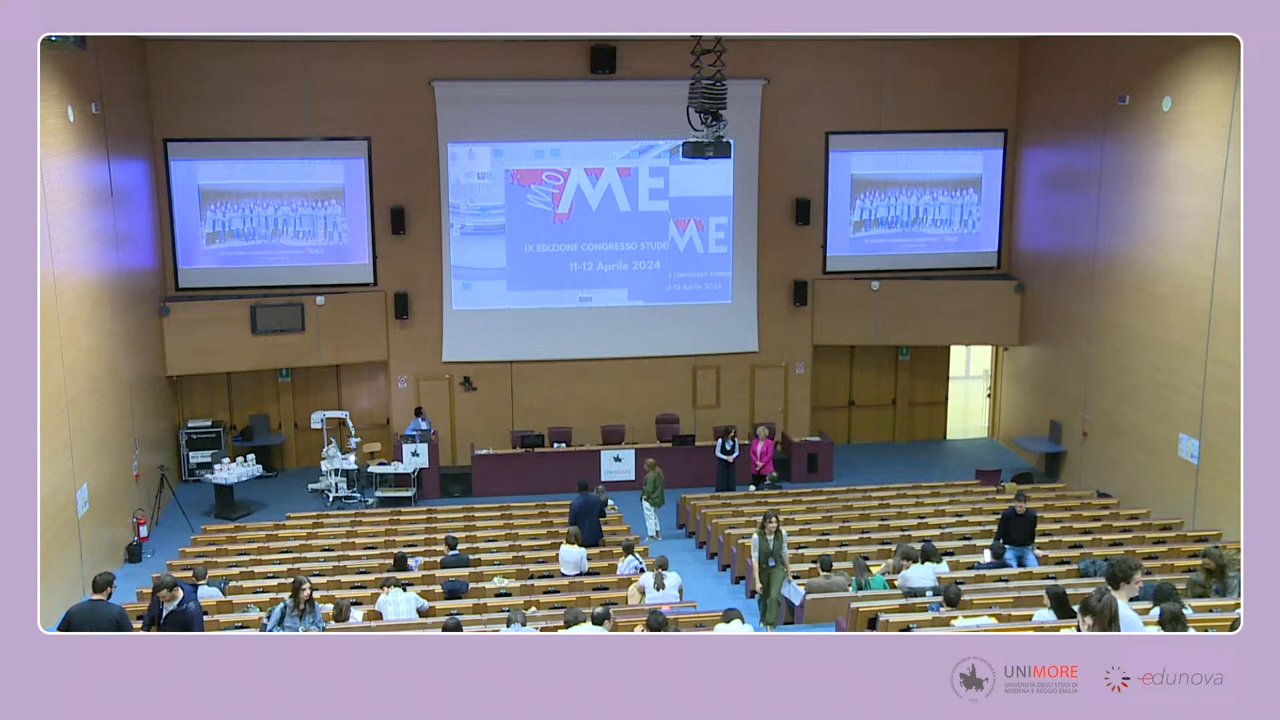 MoME
IX EDIZIONE CONGRESSO STUDE
11-12 Aprile 2024
ME
CONGRESSO STUDE
11-12 Aprile 2024
UNIMORE
UNIMORE
UNIVERSITÀ DEGLI STUDI DI
MODENA E REGGIO EMILIA
edunova